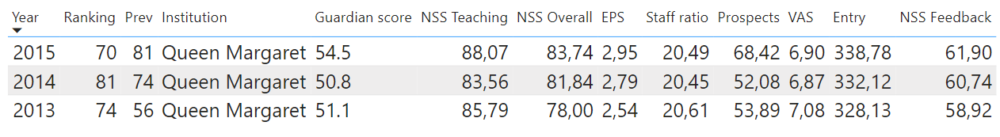 Year Ranking Prev Institution Guardian score NSS Teaching NSS Overall EPS Staff ratio Prospects VAS Entry NSS Feedback
2015 70 81 Queen Margaret 54.5 88,07 83,74 2,95 20,49 68,42 6,90 338,78 61,90
2014 81 74 Queen Margaret 50.8 83,56 81,84 2,79 20,45 52,08 6,87 332,12 60,74
2013 74 56 Queen Margaret 51.1 85,79 78,00 2,54 20,61 53,89 7,08 328,13 58,92